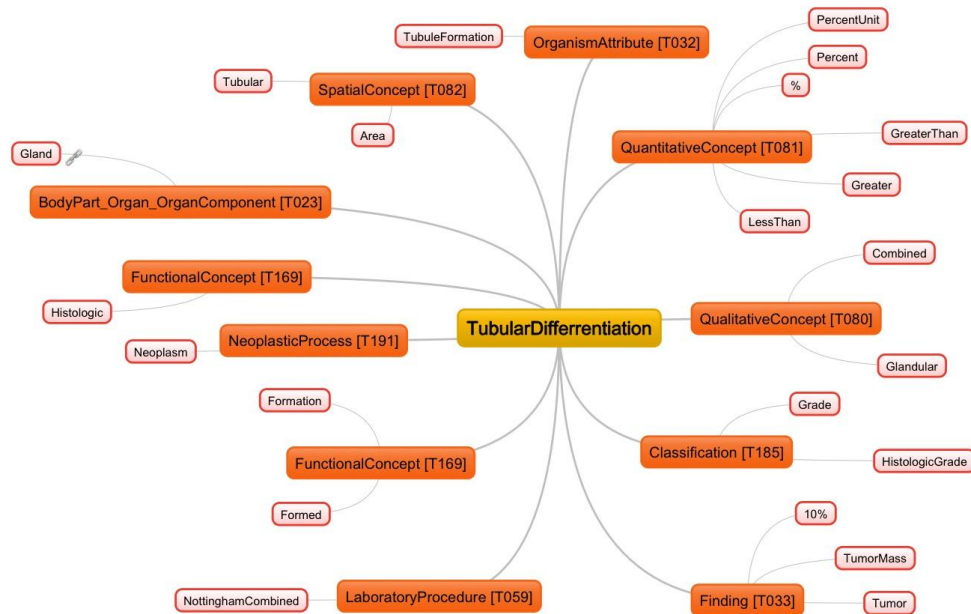 PercentUnit
TubuleFormation
OrganismAttribute [T032]
Percent
Tubular
SpatialConcept [T082]
%
Area
GreaterThan
QuantitativeConcept [T081]
Gland
Greater
BodyPart_Organ_OrganComponent [T023]
LessThan
Combined
FunctionalConcept [T169]
Histologic
TubularDifferrentiation
QualitativeConcept [T080]
NeoplasticProcess [T191]
Neoplasm
Glandular
Formation
Grade
Classification [T185]
FunctionalConcept [T169]
HistologicGrade
Formed
10%
TumorMass
NottinghamCombined
LaboratoryProcedure [T059]
Finding [T033]
Tumor